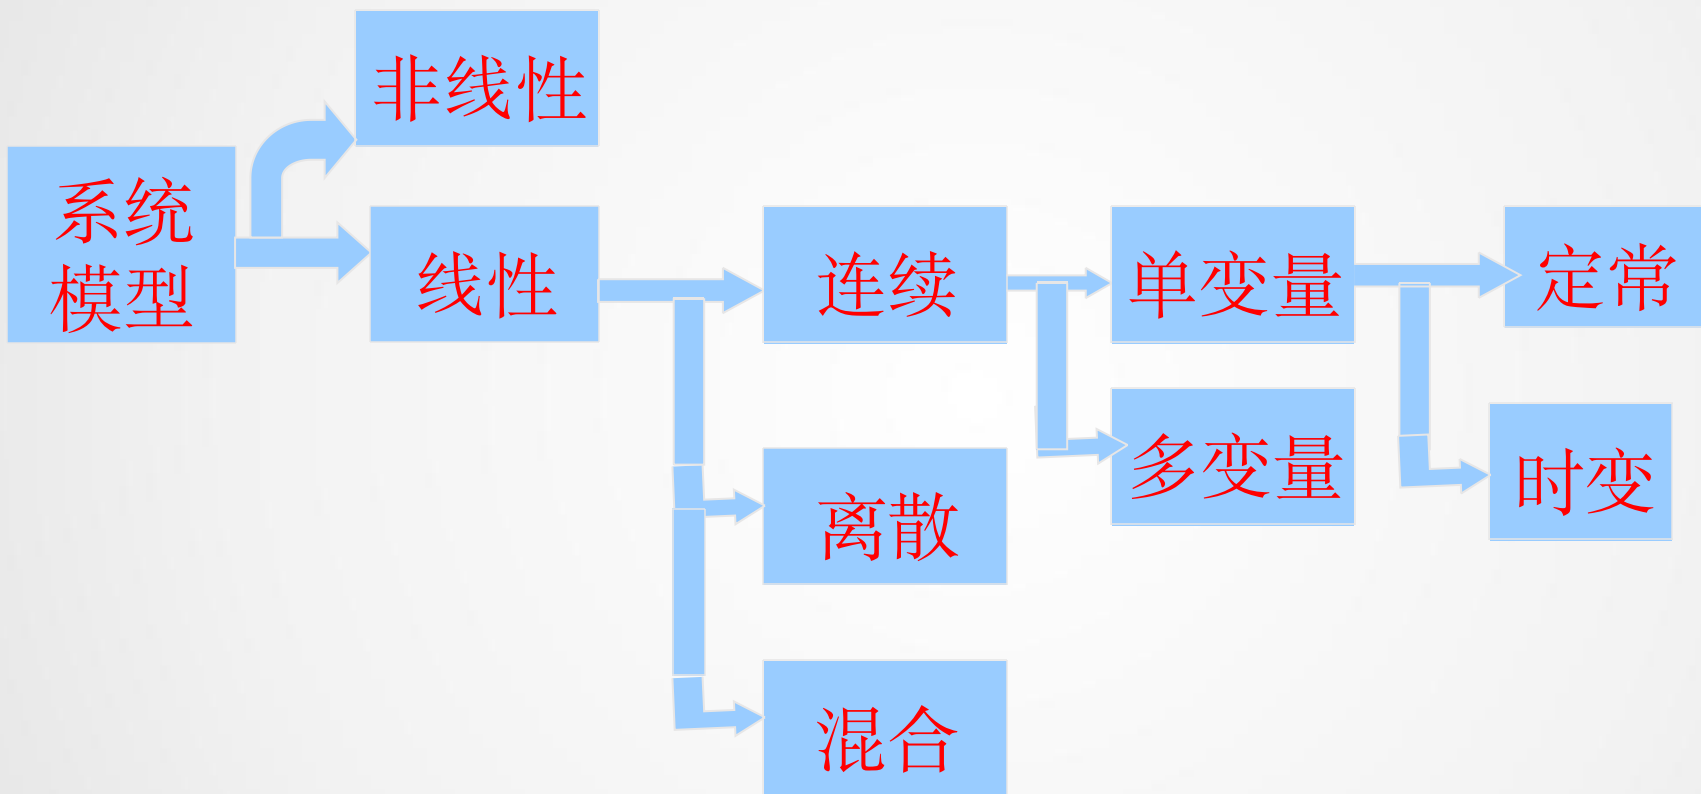 非线性
系统
模型
线性
连续
单变量
定常
多变量
时变
离散
混合